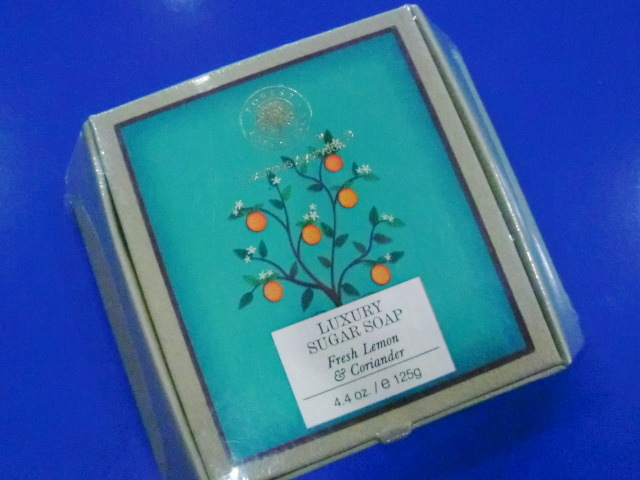 LUXURY
SUGAR SOAP
Fresh Lemon
& Coriander
4.4 oz. / e 125g